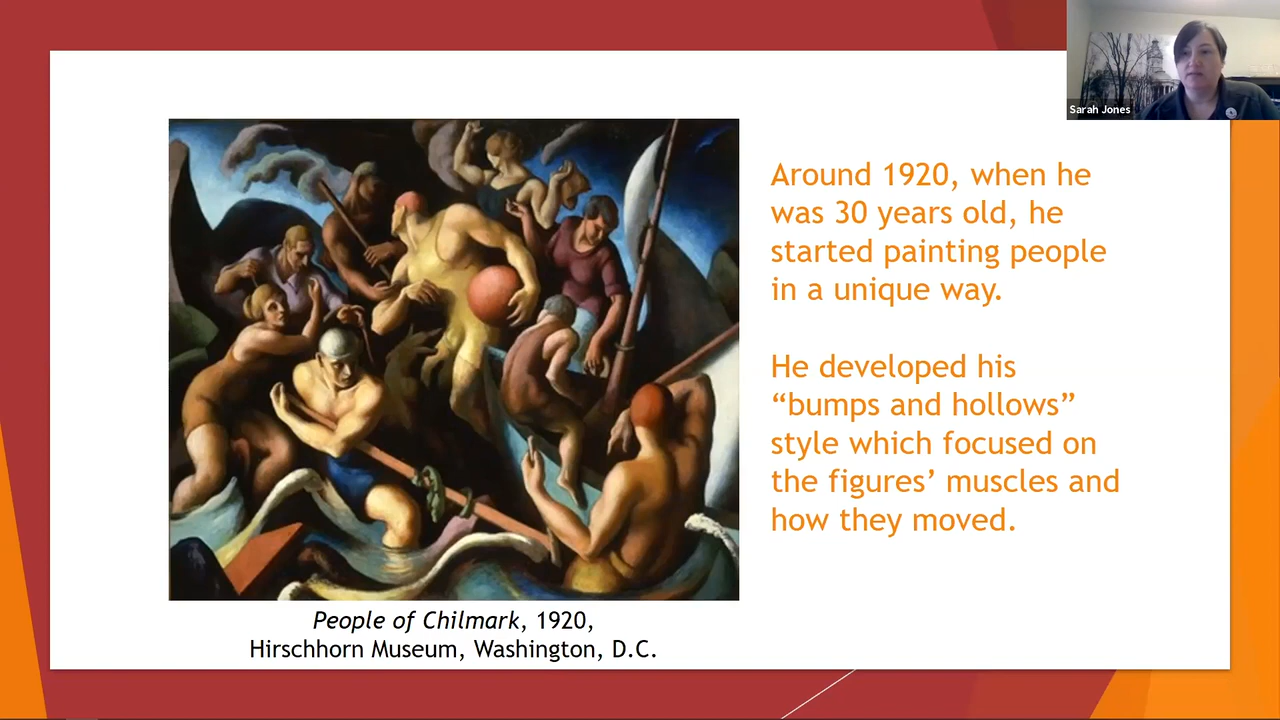 Sarah Jones
Around 1920, when he
was 30 years old, he
started painting people
in a unique way.
He developed his
“bumps and hollows”
style which focused on
the figures’ muscles and
how they moved.
People of Chilmark, 1920,
Hirschhorn Museum, Washington, D.C.